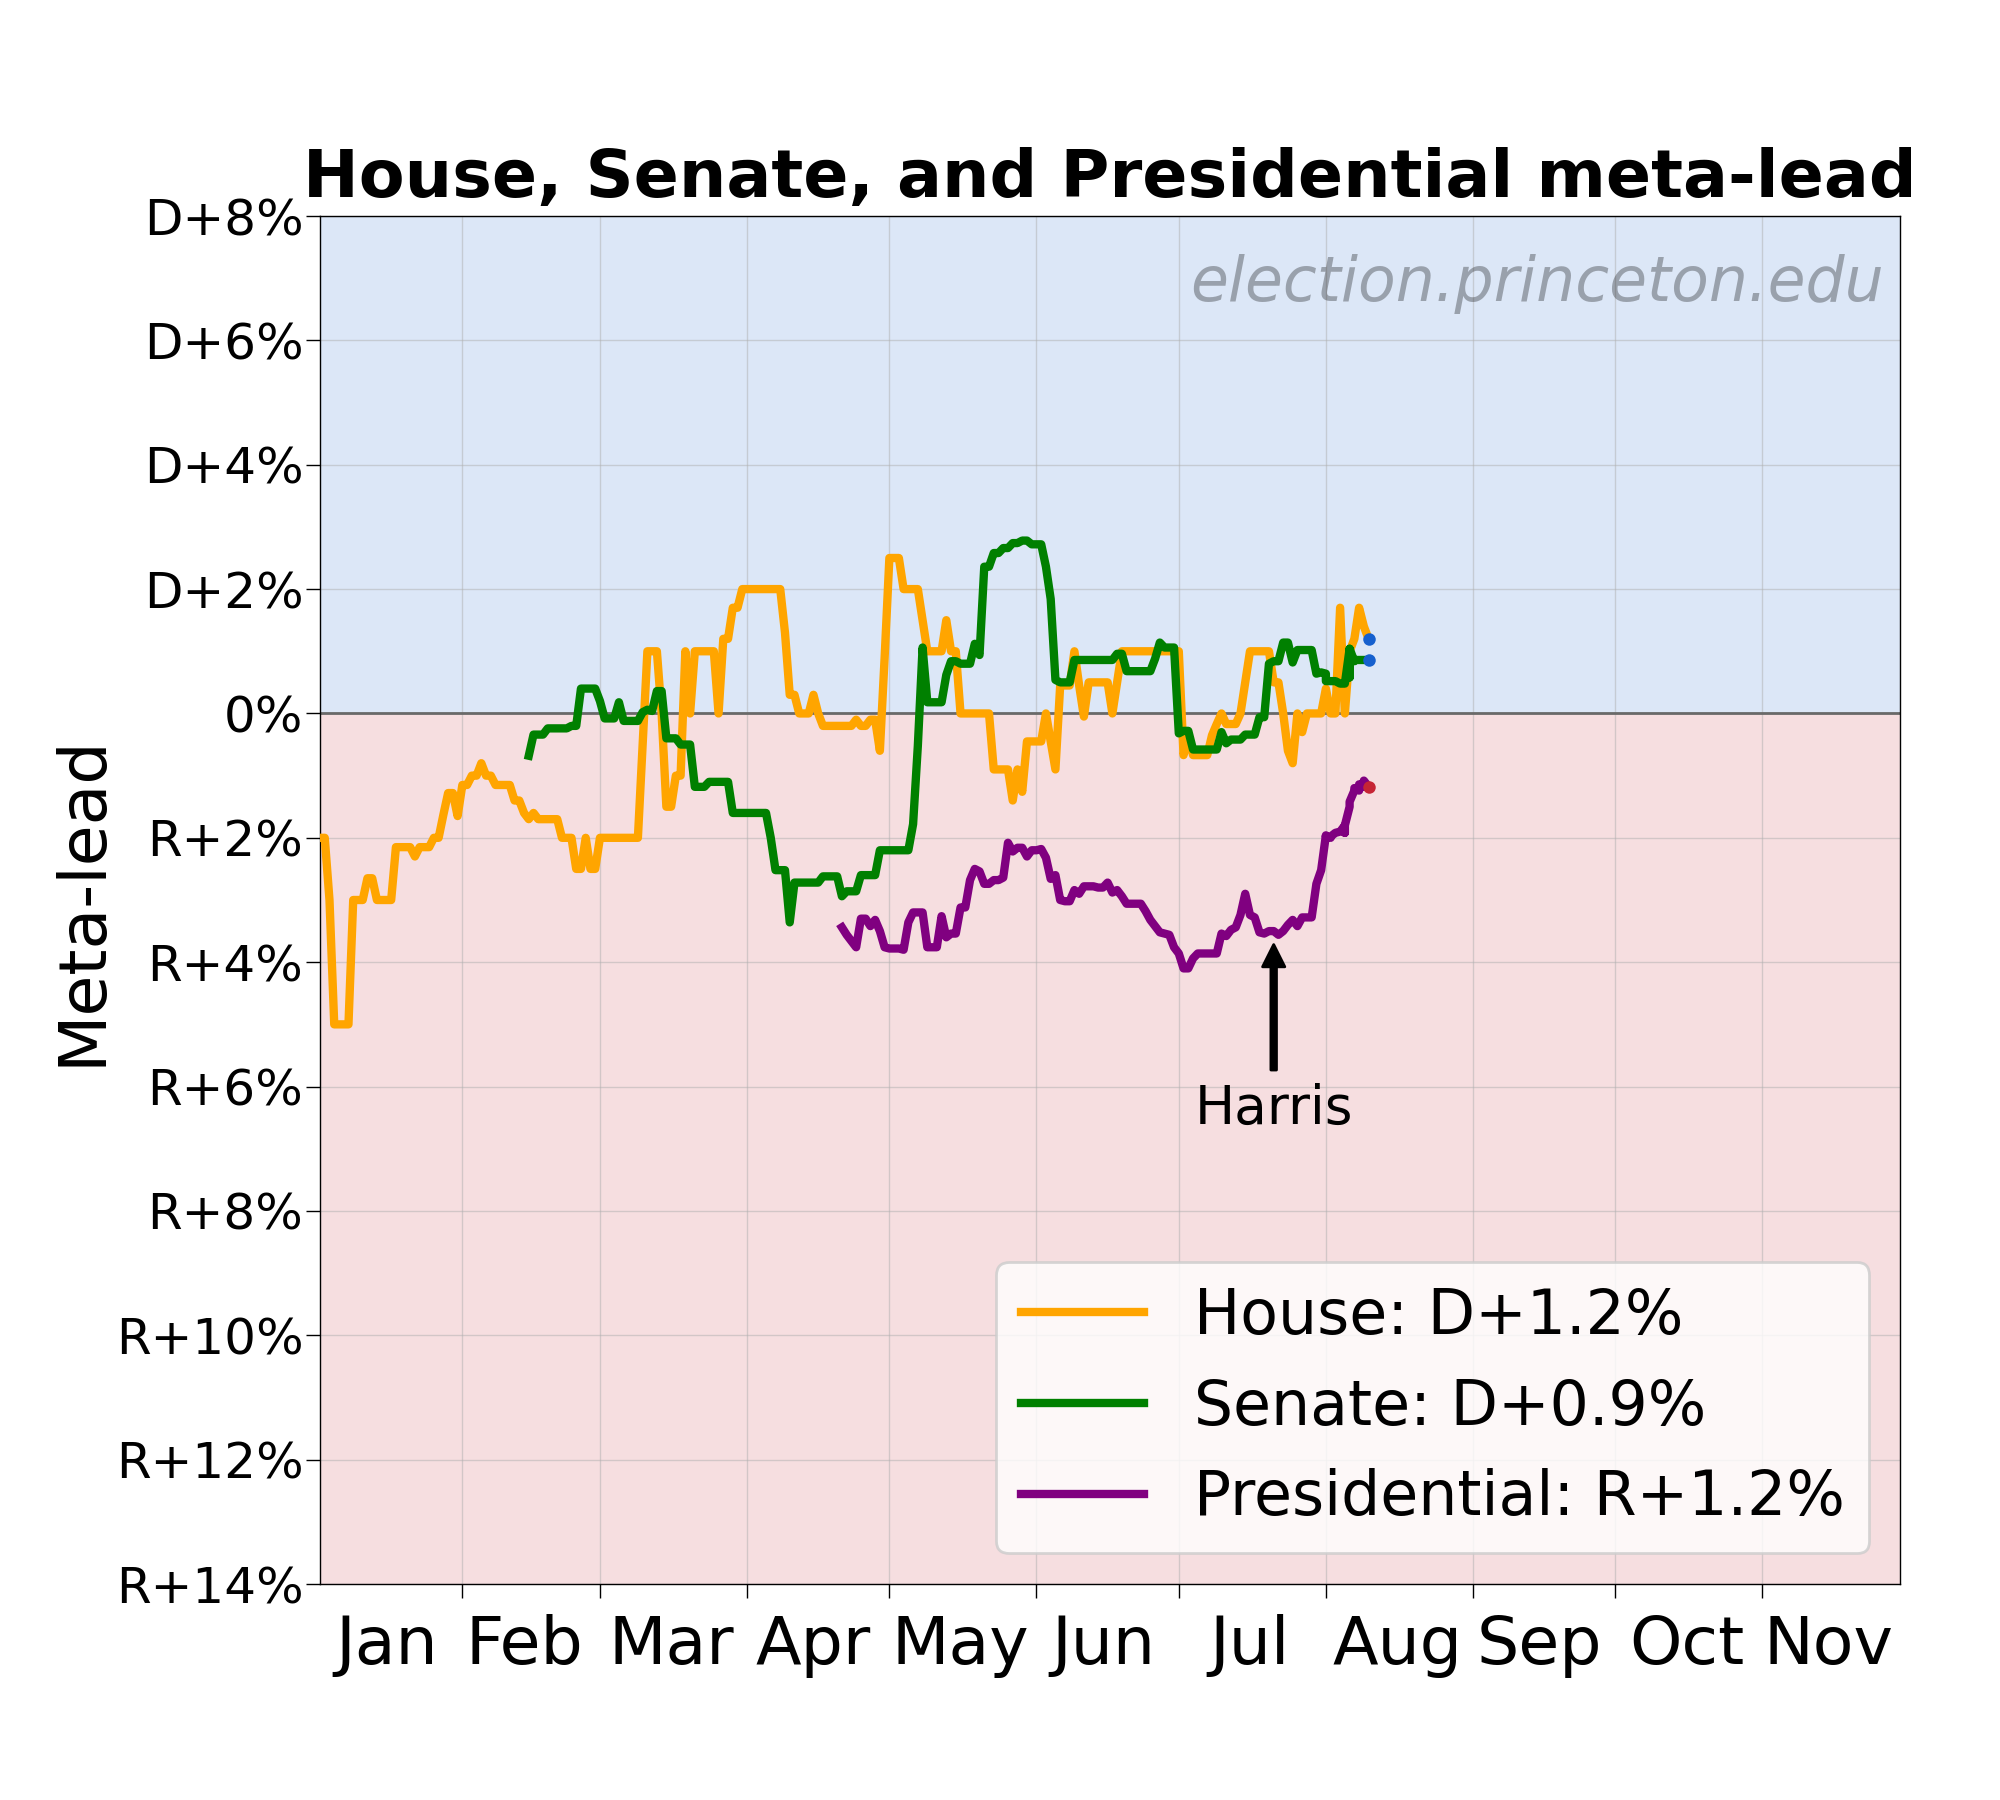 House, Senate, and Presidential meta-lead
election.princeton.edu
D+8%
D+6%
D+4%
D+2%
0%
R+2%
R+4%
R+6%
R+8%
R+10%
R+12%
R+14%
Meta-lead
Harris
House: D+1.2%
Senate: D+0.9%
Presidential: R+1.2%
Jan Feb Mar Apr May Jun Jul Aug Sep Oct Nov